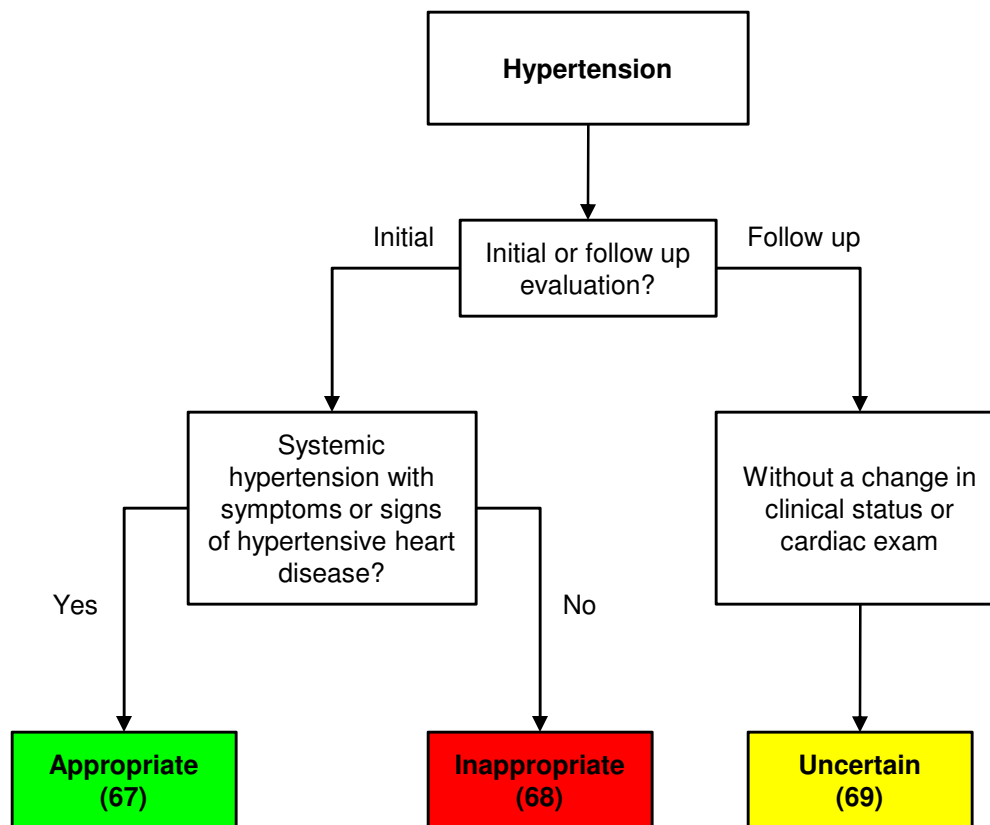 Hypertension
Initial
Initial or follow up
evaluation?
Follow up
Systemic
hypertension with
symptoms or signs
of hypertensive heart
disease?
Without a change in
clinical status or
cardiac exam
Yes
No
Appropriate
(67)
Inappropriate
(68)
Uncertain
(69)